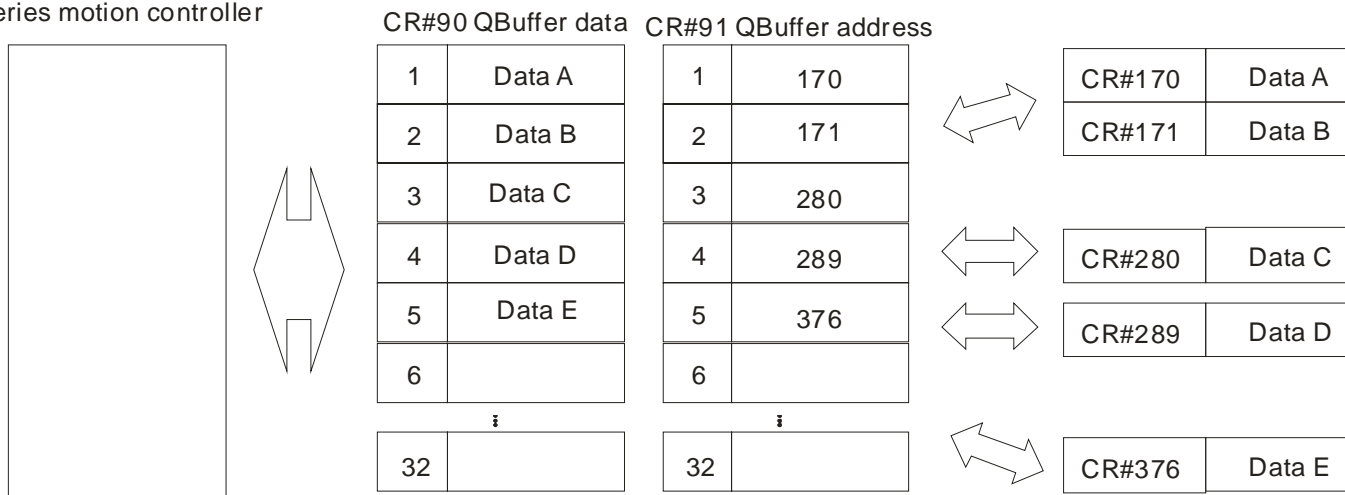 eries motion controller
CR#90 QBuffer data CR#91 QBuffer address
1 Data A 1 170 CR#170 Data A
2 Data B 2 171 CR#171 Data B
3 Data C 3 280
4 Data D 4 289 CR#280 Data C
5 Data E 5 376 CR#289 Data D
6 6
32 32 CR#376 Data E